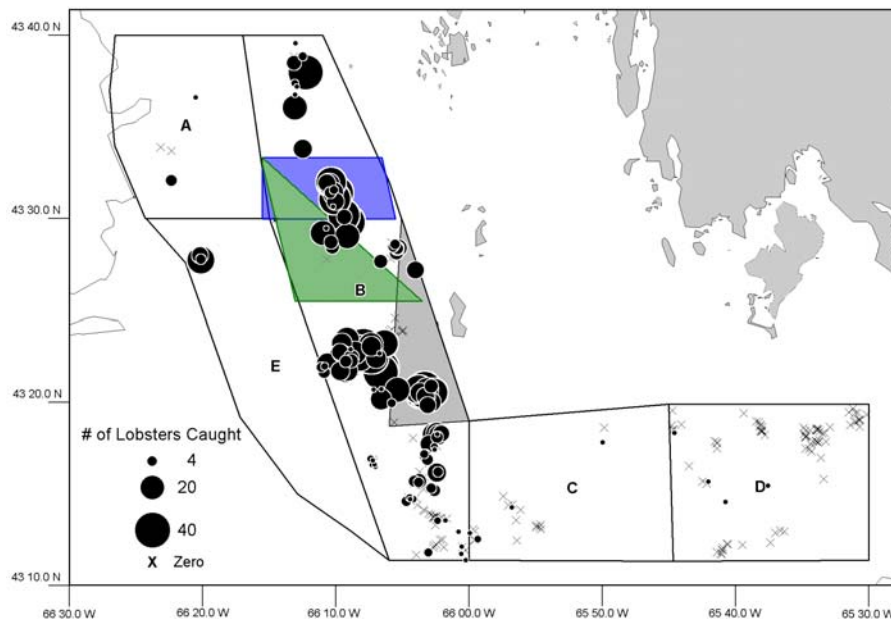 43 40.0 N
A
43 30.0 N
B
E
43 20.0 N
# of Lobsters Caught
4
20
40
X Zero
C
D
43 10.0 N
66 30.0 W
66 20.0 W
66 10.0 W
66 00.0 W
65 50.0 W
65 40.0 W
65 30.0 W